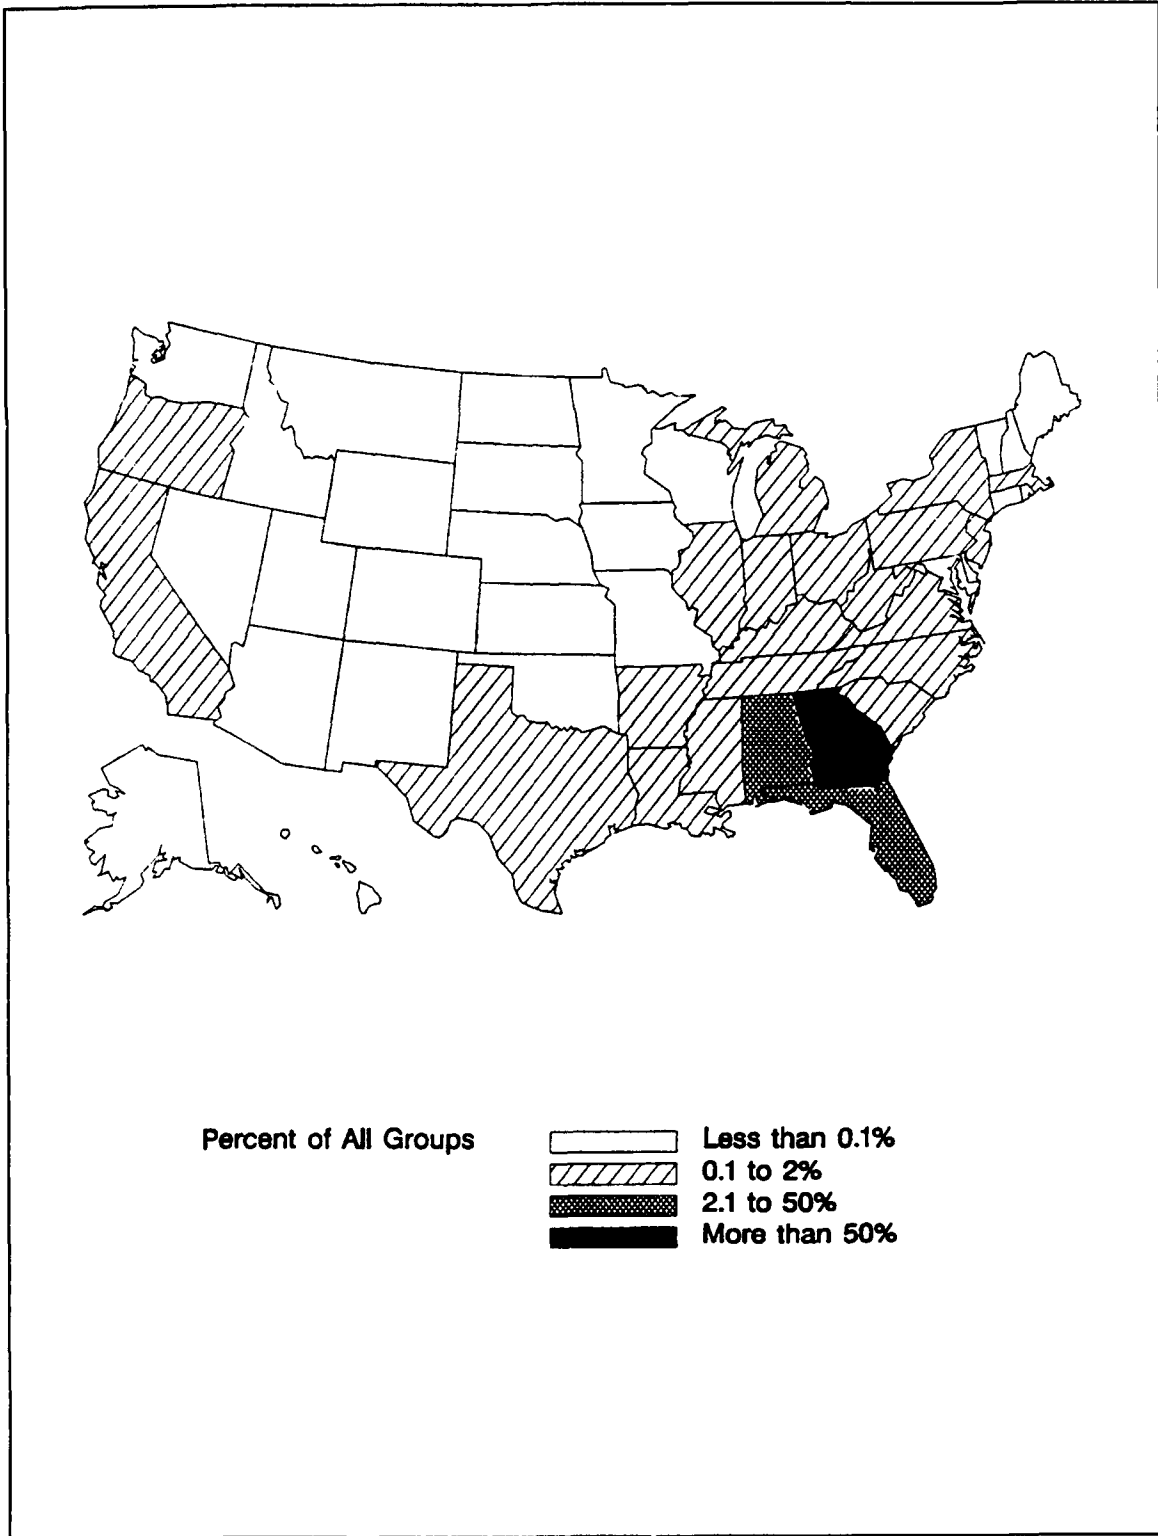 Percent of All Groups
Less than 0.1%
0.1 to 2%
2.1 to 50%
More than 50%